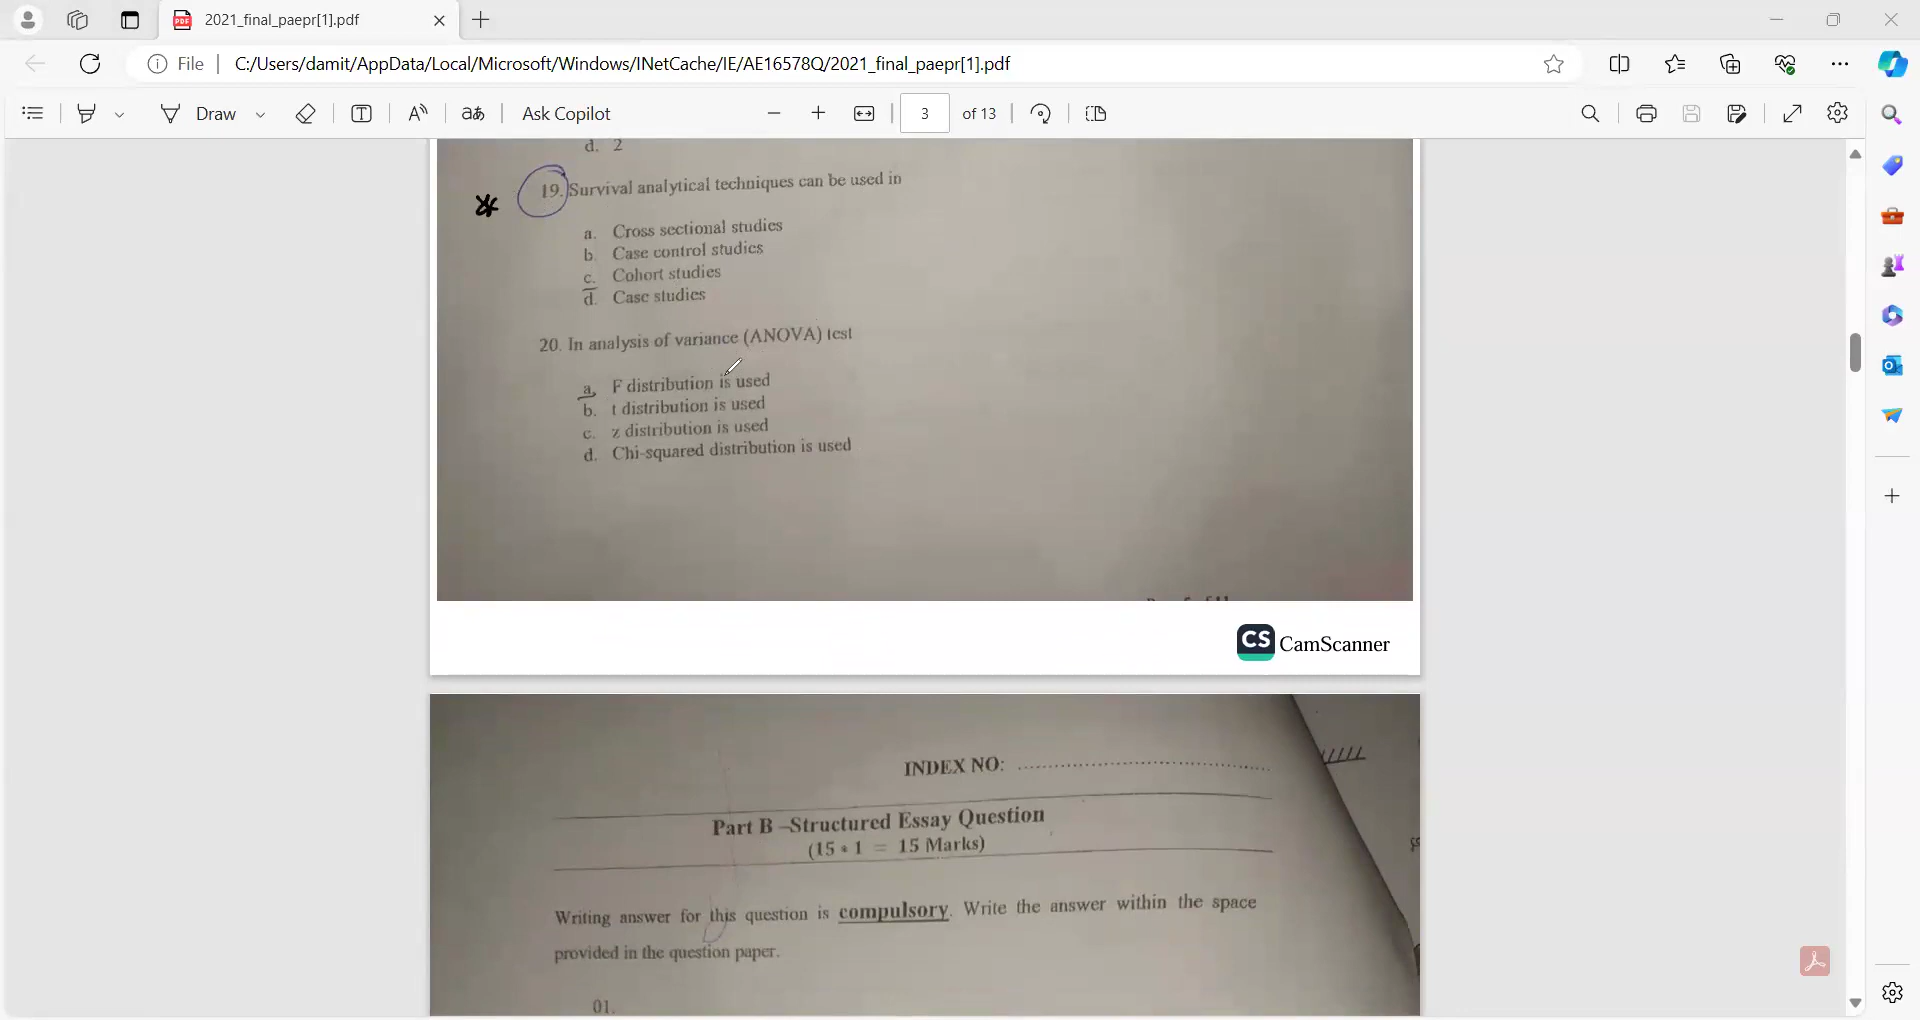 2021_final_paepr[1].pdf
File
C:/Users/damit/AppData/Local/Microsoft/Windows/INetCache/IE/AE16578Q/2021_final_paepr[1].pdf
Draw
Ask Copilot
3 of 13
d. 2
19. Survival analytical techniques can be used in
a. Cross sectional studies
b. Case control studies
c. Cohort studies
d. Case studies
20. In analysis of variance (ANOVA) test
a. F distribution is used
b. t distribution is used
c. z distribution is used
d. Chi-squared distribution is used
CS CamScanner
INDEX NO: ........................................
Part B –Structured Essay Question
(15 * 1 = 15 Marks)
Writing answer for this question is compulsory. Write the answer within the space
provided in the question paper.
01.